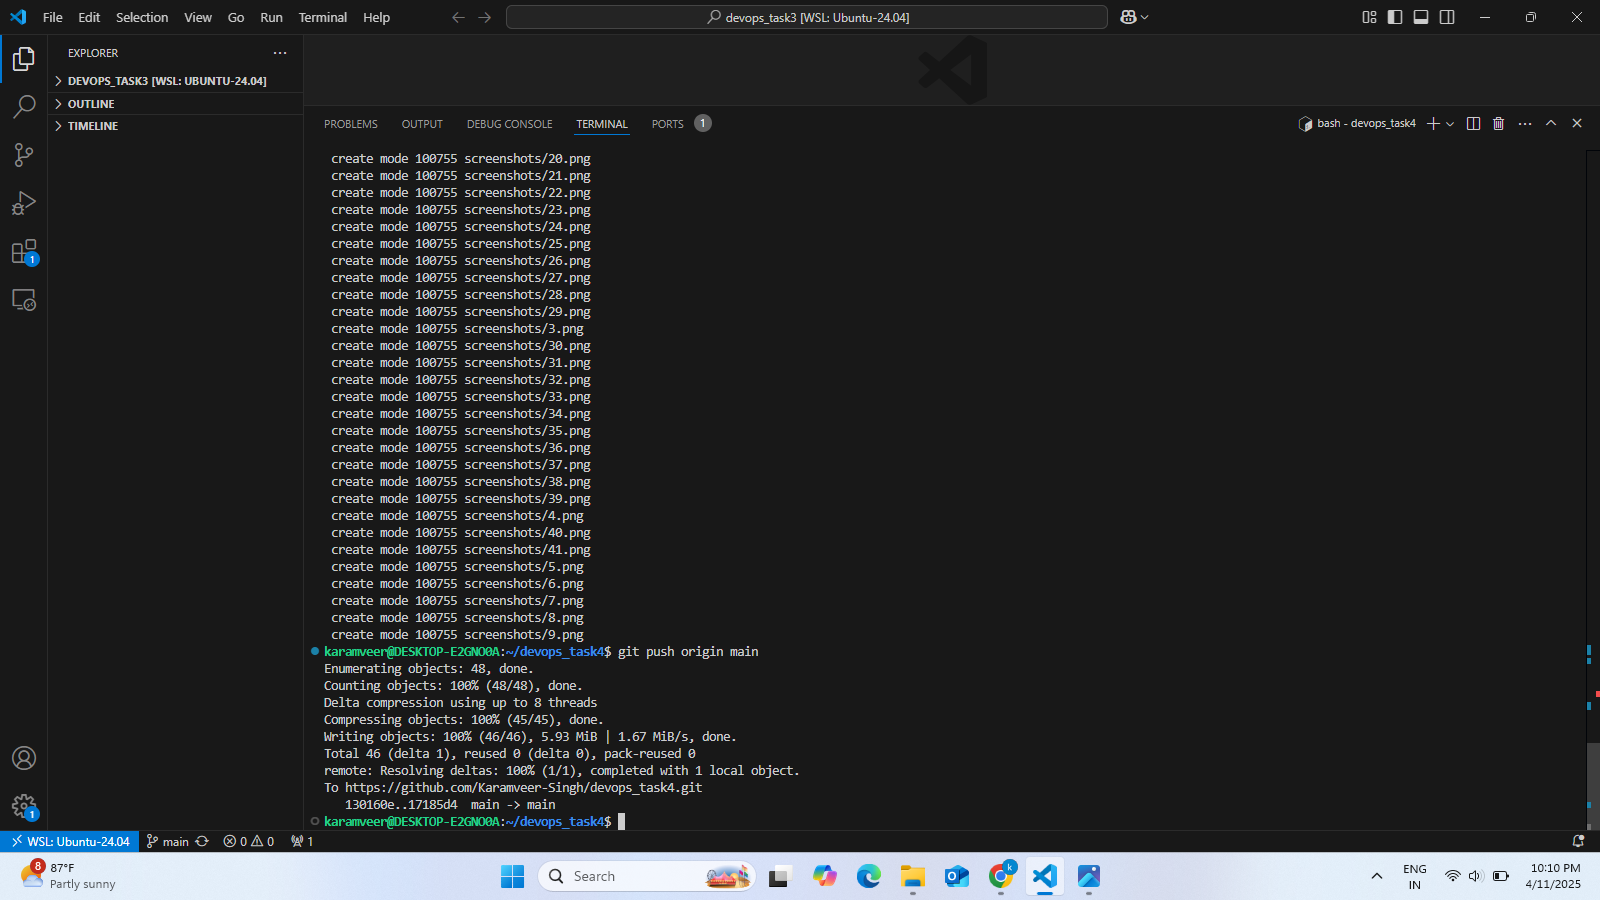 File Edit Selection View Go Run Terminal Help
devops_task3 [WSL: Ubuntu-24.04]
EXPLORER
DEVOPS_TASK3 [WSL: UBUNTU-24.04]
OUTLINE
TIMELINE
PROBLEMS OUTPUT DEBUG CONSOLE TERMINAL PORTS 1
bash - devops_task4
create mode 100755 screenshots/20.png
create mode 100755 screenshots/21.png
create mode 100755 screenshots/22.png
create mode 100755 screenshots/23.png
create mode 100755 screenshots/24.png
create mode 100755 screenshots/25.png
create mode 100755 screenshots/26.png
create mode 100755 screenshots/27.png
create mode 100755 screenshots/28.png
create mode 100755 screenshots/29.png
create mode 100755 screenshots/3.png
create mode 100755 screenshots/30.png
create mode 100755 screenshots/31.png
create mode 100755 screenshots/32.png
create mode 100755 screenshots/33.png
create mode 100755 screenshots/34.png
create mode 100755 screenshots/35.png
create mode 100755 screenshots/36.png
create mode 100755 screenshots/37.png
create mode 100755 screenshots/38.png
create mode 100755 screenshots/39.png
create mode 100755 screenshots/4.png
create mode 100755 screenshots/40.png
create mode 100755 screenshots/41.png
create mode 100755 screenshots/5.png
create mode 100755 screenshots/6.png
create mode 100755 screenshots/7.png
create mode 100755 screenshots/8.png
create mode 100755 screenshots/9.png
karamveer@DESKTOP-E2GNO0A:~/devops_task4$ git push origin main
Enumerating objects: 48, done.
Counting objects: 100% (48/48), done.
Delta compression using up to 8 threads
Compressing objects: 100% (45/45), done.
Writing objects: 100% (46/46), 5.93 MiB | 1.67 MiB/s, done.
Total 46 (delta 1), reused 0 (delta 0), pack-reused 0
remote: Resolving deltas: 100% (1/1), completed with 1 local object.
To https://github.com/Karamveer-Singh/devops_task4.git
130160e..17185d4 main -> main
karamveer@DESKTOP-E2GNO0A:~/devops_task4$
1
1
WSL: Ubuntu-24.04 main 0 0 1
8
87°F
Partly sunny
Search
k
ENG
IN
10:10 PM
4/11/2025